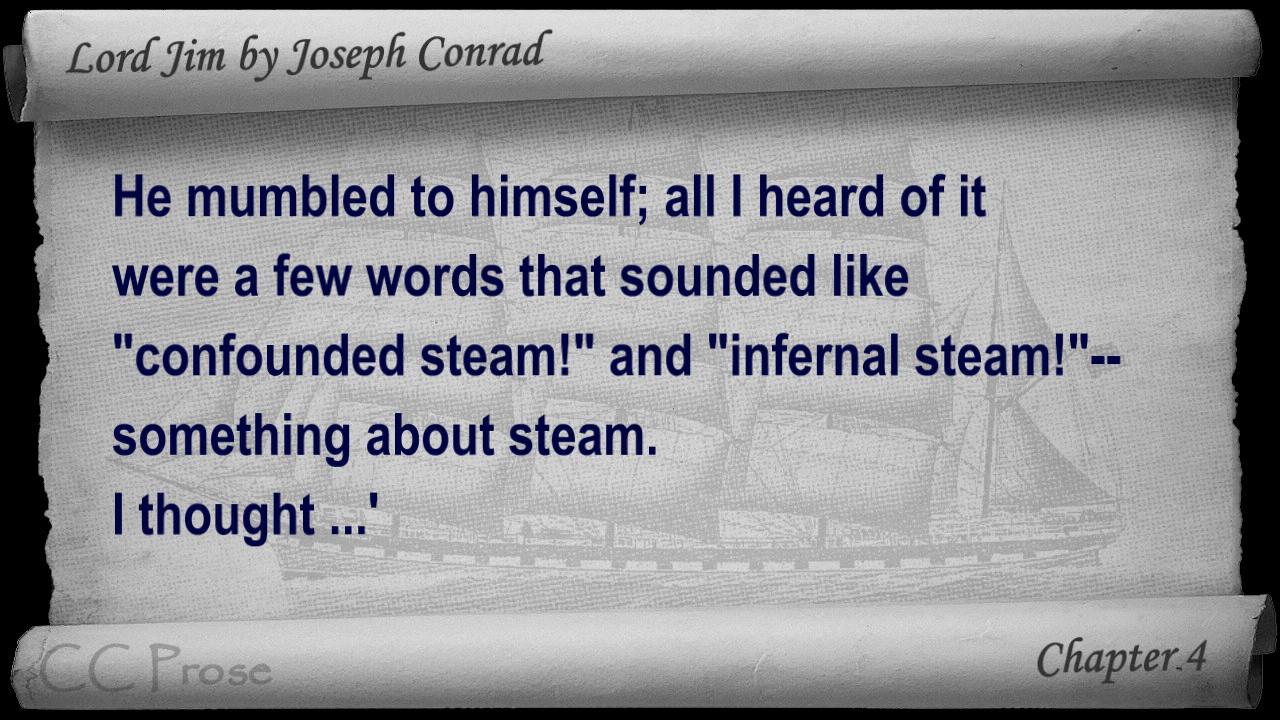 Lord Jim by Joseph Conrad
He mumbled to himself; all I heard of it
were a few words that sounded like
"confounded steam!" and "infernal steam!"--
something about steam.
I thought ...'
CC Prose
Chapter 4